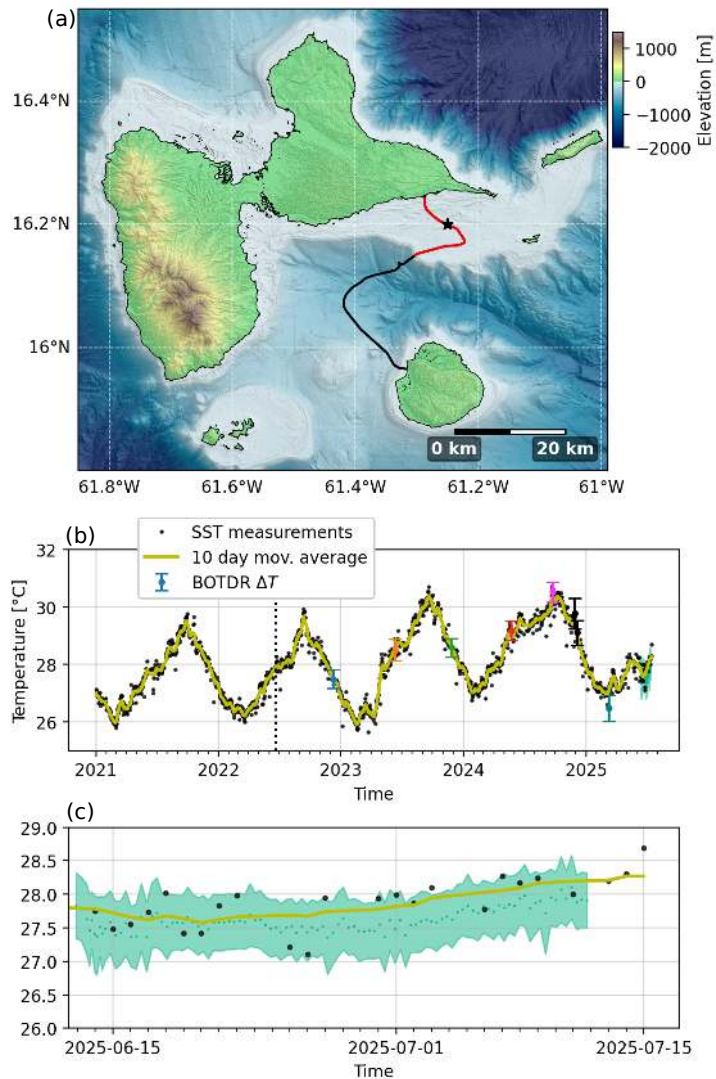 (a)
16.4°N
16.2°N
16°N
61.8°W 61.6°W 61.4°W 61.2°W 61°W
0 km 20 km
1000
0
−1000
−2000
Elevation [m]
(b)
SST measurements
10 day mov. average
BOTDR ΔT
32
30
28
26
Temperature [°C]
2021 2022 2023 2024 2025
Time
(c)
29.0
28.5
28.0
27.5
27.0
26.5
26.0
2025-06-15 2025-07-01 2025-07-15
Time